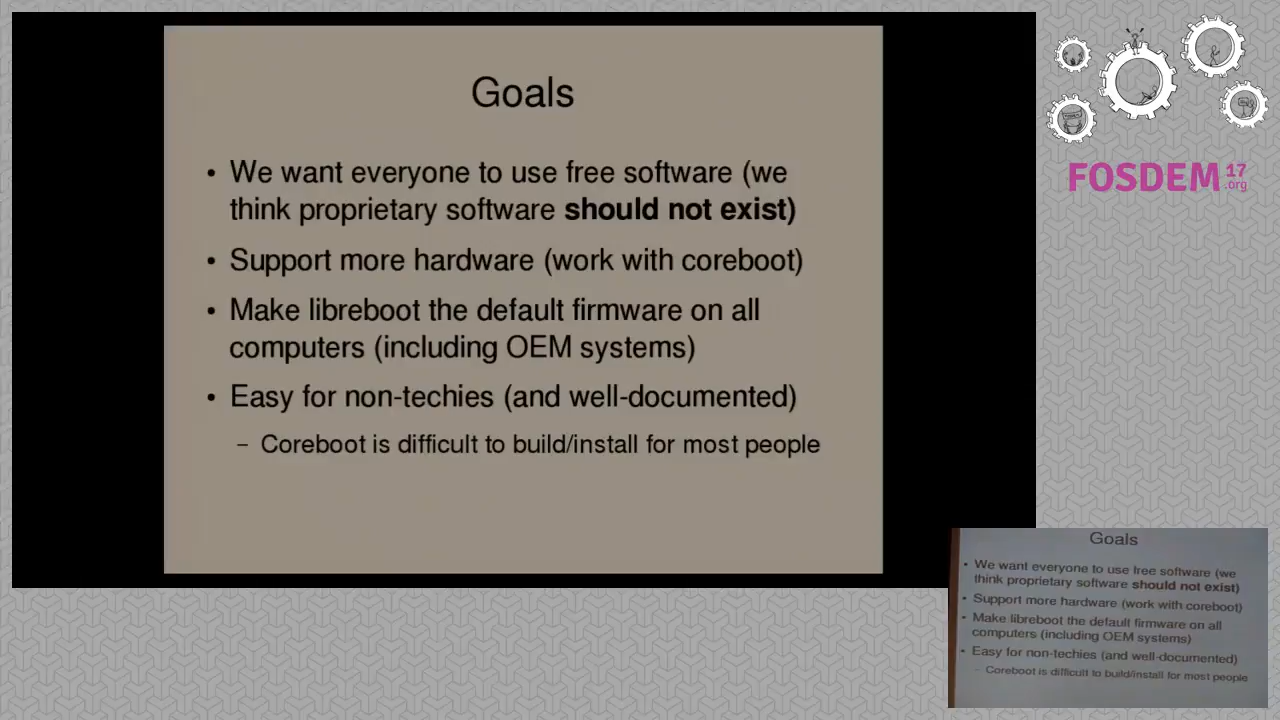 Goals
• We want everyone to use free software (we
think proprietary software should not exist)
• Support more hardware (work with coreboot)
• Make libreboot the default firmware on all
computers (including OEM systems)
• Easy for non-techies (and well-documented)
– Coreboot is difficult to build/install for most people
FOSDEM 17
.org
Goals
• We want everyone to use free software (we
think proprietary software should not exist)
• Support more hardware (work with coreboot)
• Make libreboot the default firmware on all
computers (including OEM systems)
• Easy for non-techies (and well-documented)
– Coreboot is difficult to build/install for most people